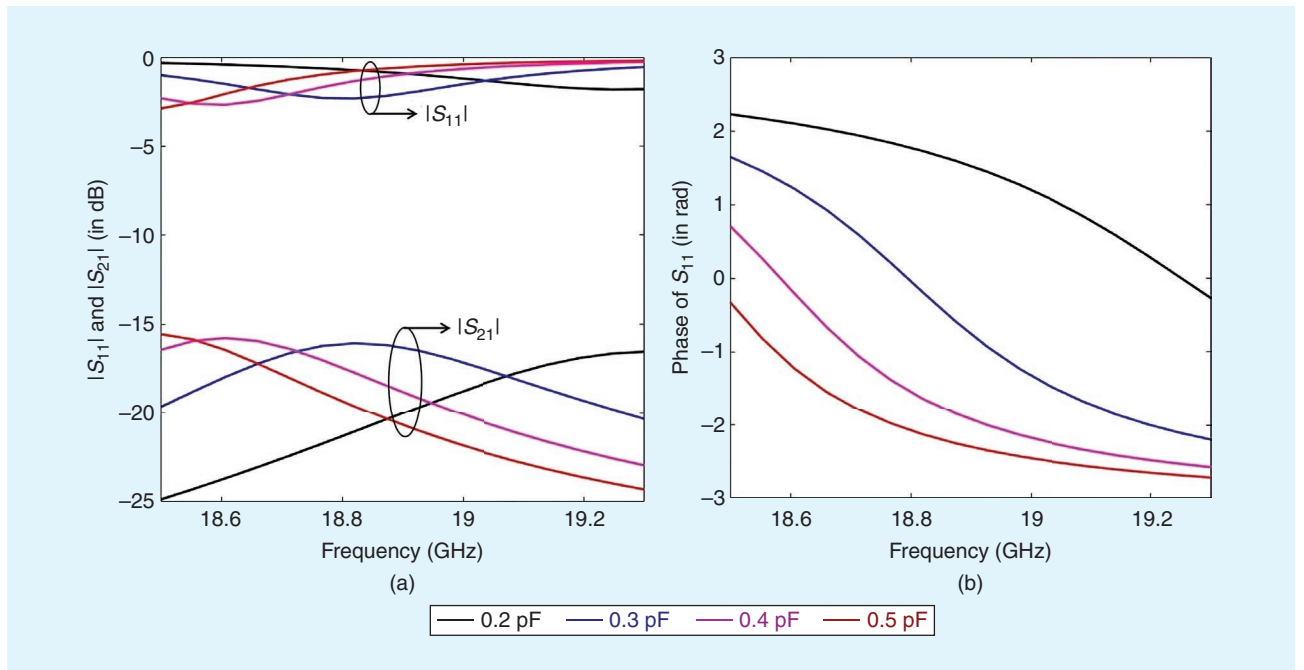 0
−5
−10
−15
−20
−25
|S11| and |S21| (in dB)
|S11|
|S21|
18.6 18.8 19 19.2
Frequency (GHz)
(a)
3
2
1
0
−1
−2
−3
Phase of S11 (in rad)
18.6 18.8 19 19.2
Frequency (GHz)
(b)
0.2 pF 0.3 pF 0.4 pF 0.5 pF